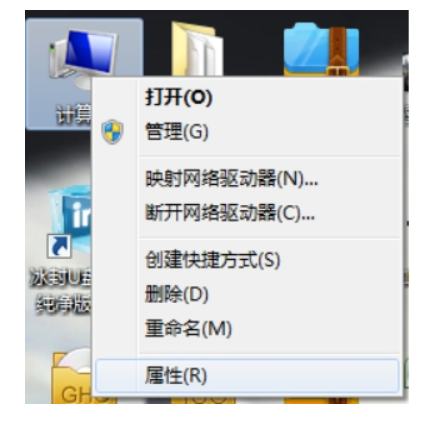 计算
打开(O)
管理(G)
映射网络驱动器(N)...
断开网络驱动器(C)...
in
创建快捷方式(S)
冰封U
删除(D)
纯净版
重命名(M)
属性(R)
GHO